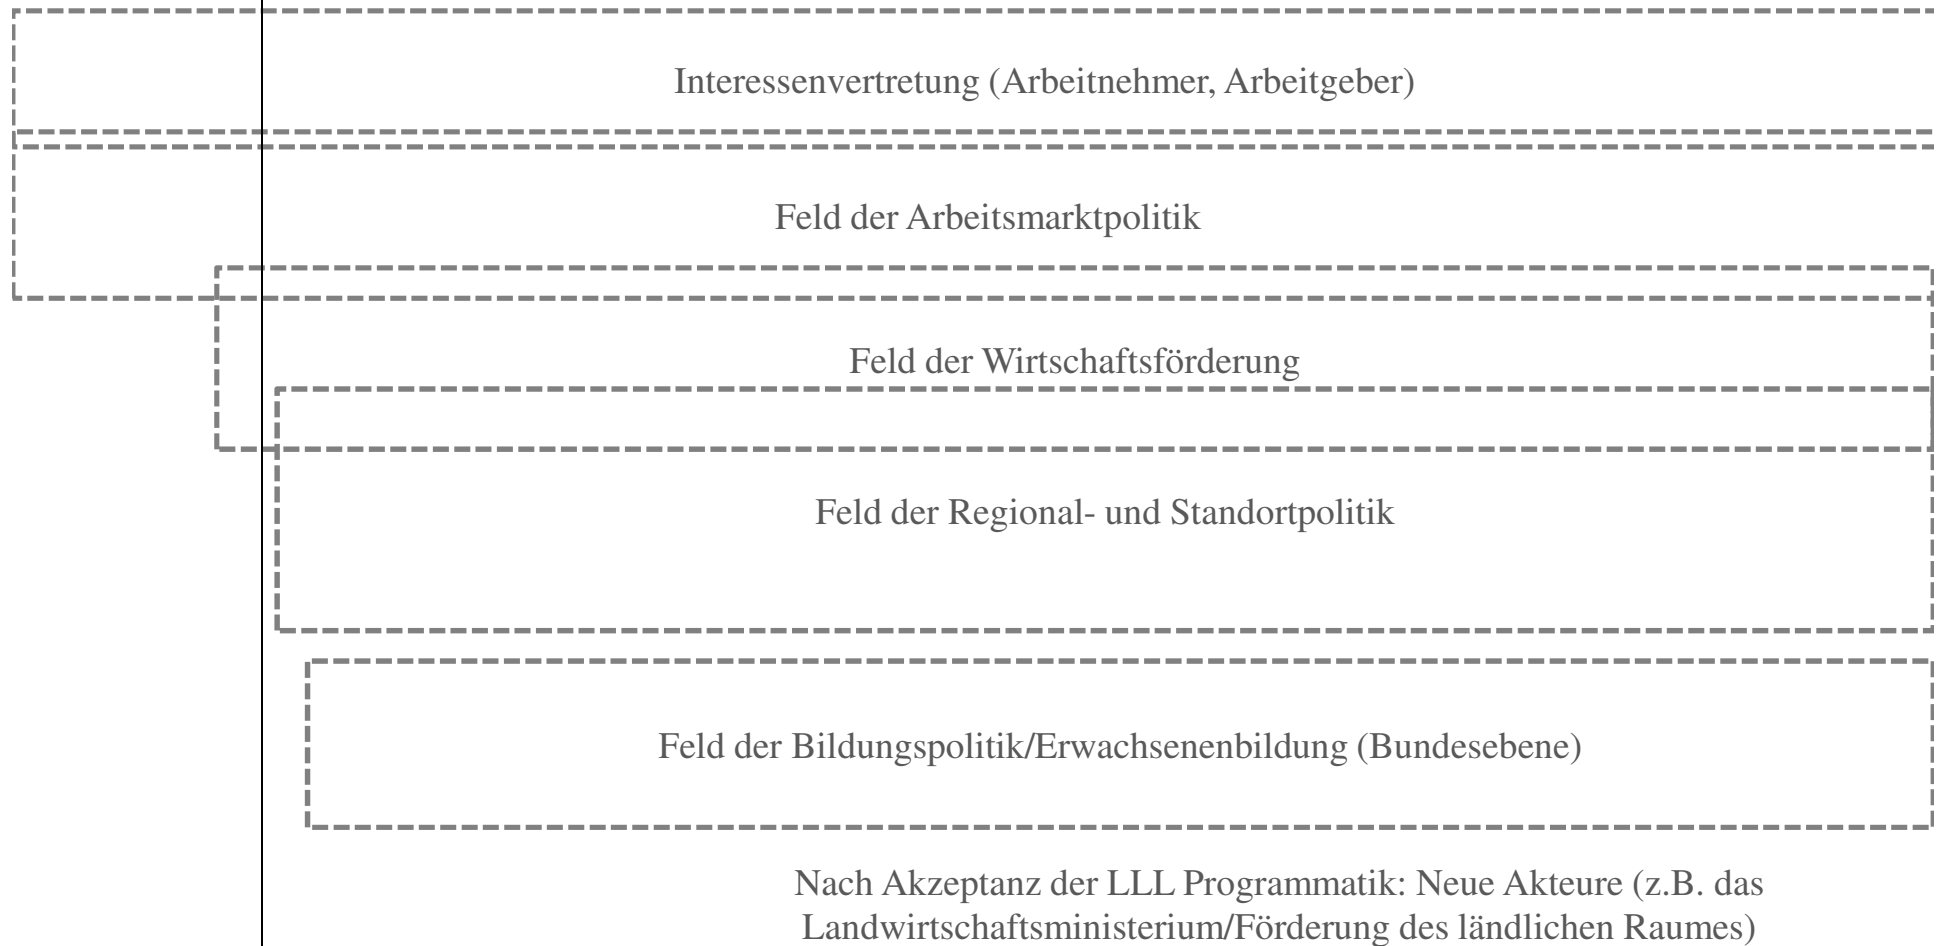 Interessenvertretung (Arbeitnehmer, Arbeitgeber)
Feld der Arbeitsmarktpolitik
Feld der Wirtschaftsförderung
Feld der Regional- und Standortpolitik
Feld der Bildungspolitik/Erwachsenenbildung (Bundesebene)
Nach Akzeptanz der LLL Programmatik: Neue Akteure (z.B. das
Landwirtschaftsministerium/Förderung des ländlichen Raumes)